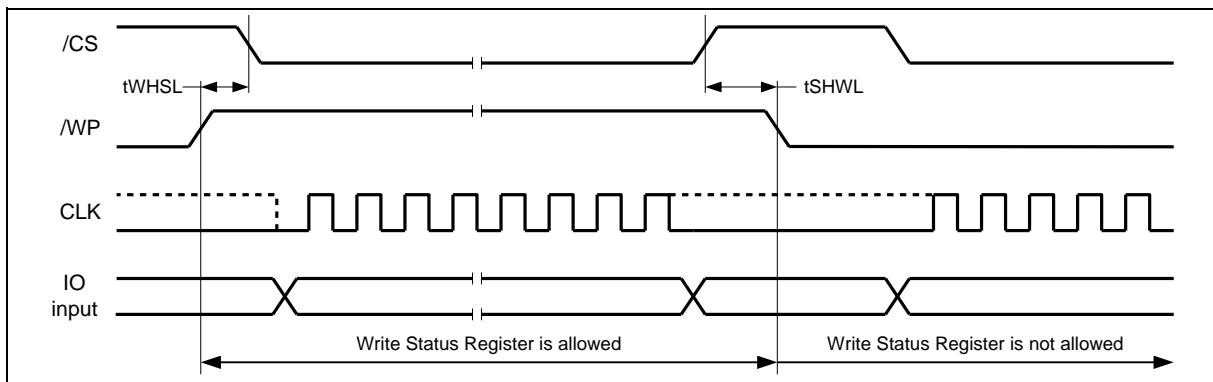 /CS
tWHSL
tSHWL
/WP
CLK
IO
input
Write Status Register is allowed
Write Status Register is not allowed